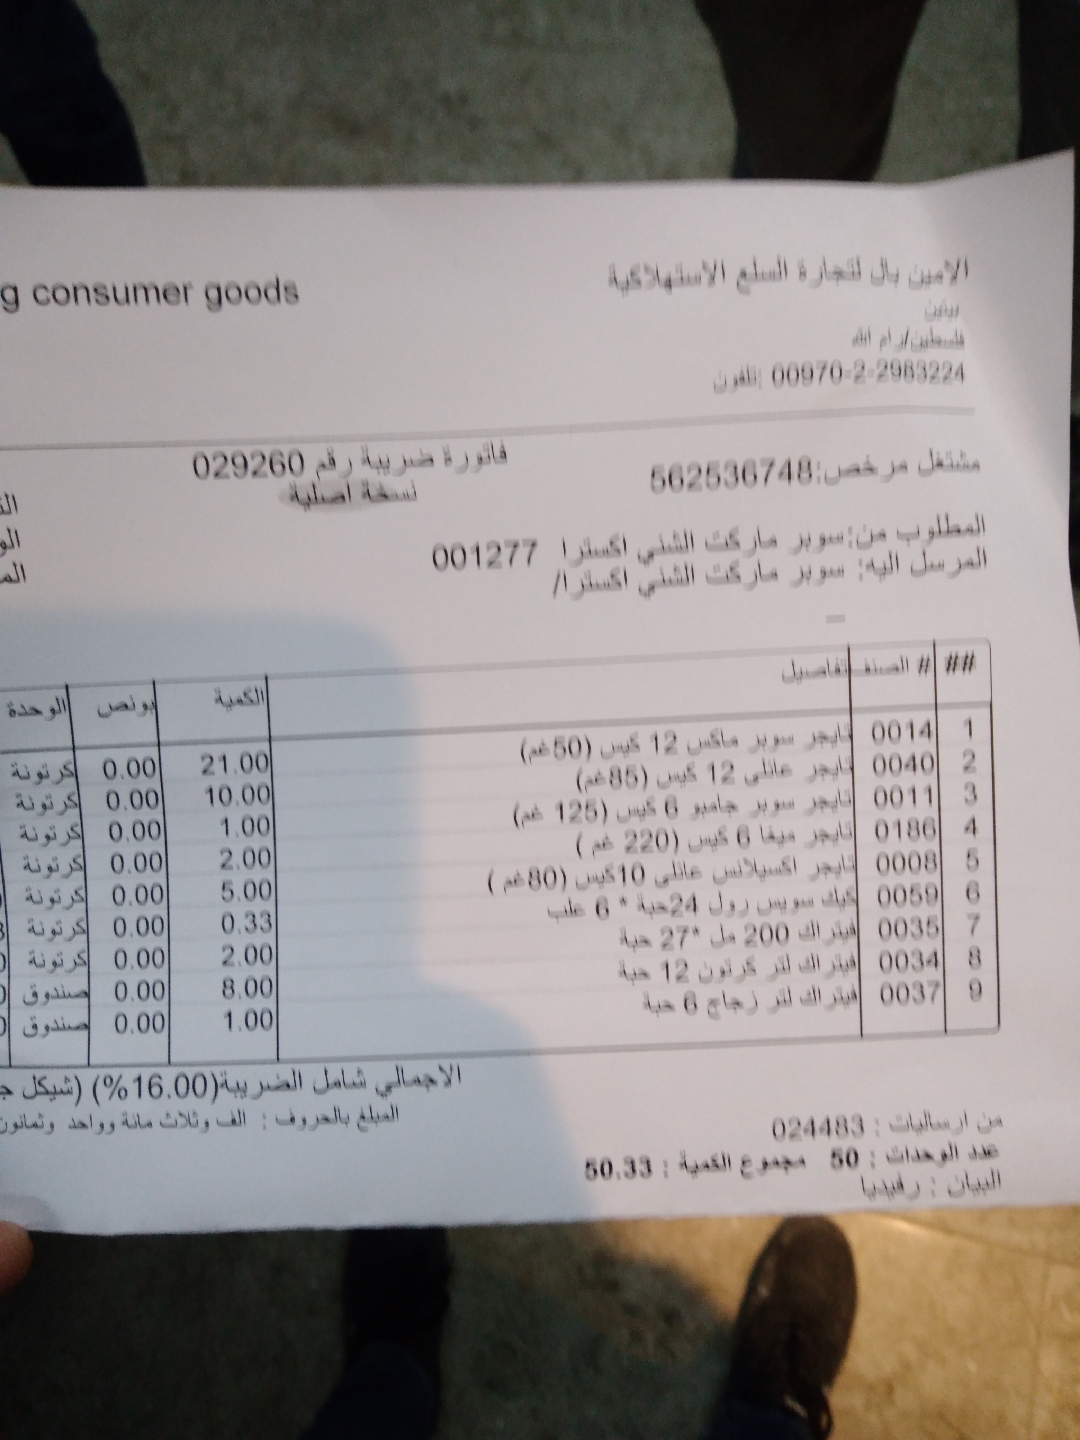 الامين بال لتجارة السلع الاستهلاكية
g consumer goods
بيتين
فلسطين/رام الله
تلفون: 00970-2-2983224
مشتغل مرخص:562536748
فاتورة ضريبة رقم 029260
نسخة اصلية
المطلوب من:سوبر ماركت الشني اكسترا 001277
المرسل اليه: سوبر ماركت الشني اكسترا/
## # الصنف تفاصيل الكمية بونص الوحدة
1 0014 تايجر سوبر ماكس 12 كيس (50غم) 21.00 0.00 كرتونة
2 0040 تايجر عائلي 12 كيس (85غم) 10.00 0.00 كرتونة
3 0011 تايجر سوبر جامبو 6 كيس (125 غم) 1.00 0.00 كرتونة
4 0186 تايجر ميغا 6 كيس (220 غم ) 2.00 0.00 كرتونة
5 0008 تايجر اكسيلانس عائلي 10كيس (80غم ) 5.00 0.00 كرتونة
6 0059 كيك سويس رول 24حبة * 6 علب 0.33 0.00 كرتونة
7 0035 فيتراك 200 مل *27 حبة 2.00 0.00 كرتونة
8 0034 فيتراك لتر كرتون 12 حبة 8.00 0.00 صندوق
9 0037 فيتراك لتر زجاج 6 حبة 1.00 0.00 صندوق
الاجمالي شامل الضريبة(16.00%) (شيكل ج
المبلغ بالحروف : الف وثلاث مائة وواحد وثمانون
من ارساليات : 024483
عدد الوحدات : 50 مجموع الكمية : 50.33
البيان : رفيديا